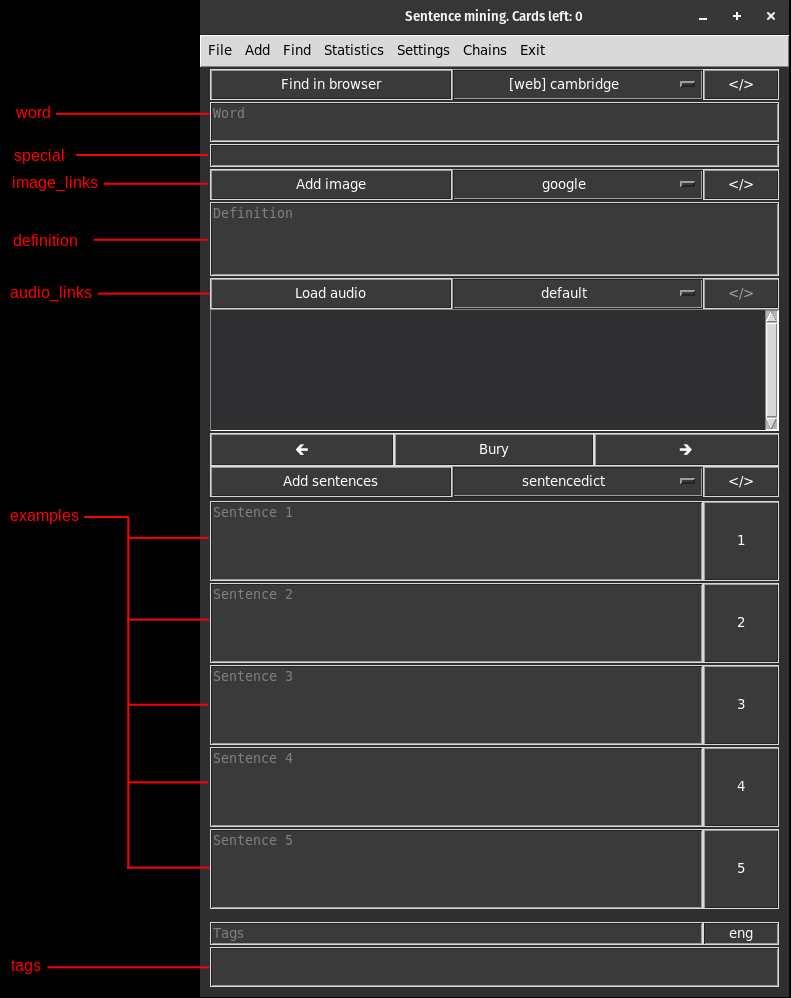 Sentence mining. Cards left: 0
File Add Find Statistics Settings Chains Exit
Find in browser [web] cambridge </>
word Word
special
image_links Add image google </>
definition Definition
audio_links Load audio default </>
🡰 Bury 🡲
Add sentences sentencedict </>
examples Sentence 1 1
Sentence 2 2
Sentence 3 3
Sentence 4 4
Sentence 5 5
Tags eng
tags